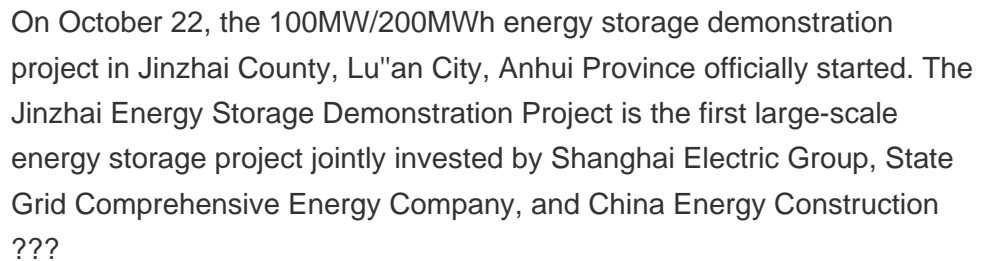 On October 22, the 100MW/200MWh energy storage demonstration
project in Jinzhai County, Lu"an City, Anhui Province officially started. The
Jinzhai Energy Storage Demonstration Project is the first large-scale
energy storage project jointly invested by Shanghai Electric Group, State
Grid Comprehensive Energy Company, and China Energy Construction
???